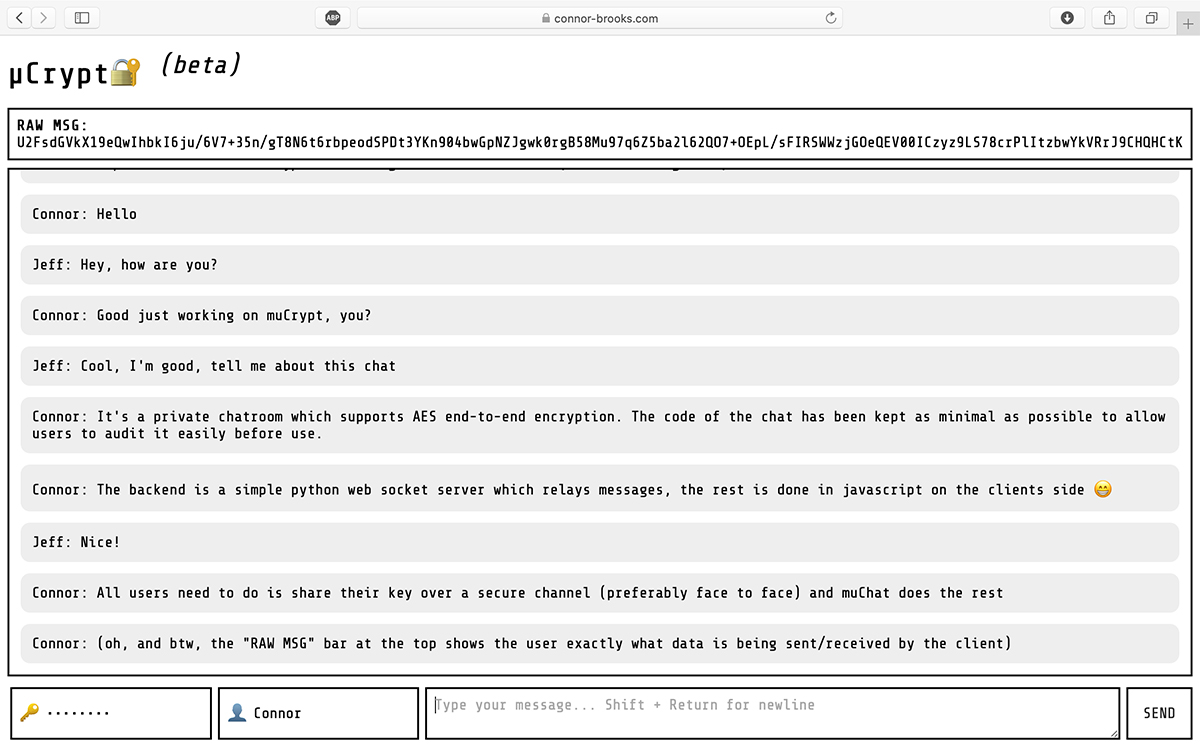 ABP
connor-brooks.com
µCrypt🔐 (beta)
RAW MSG:
U2FsdGVkX19eQwIhbkI6ju/6V7+35n/gT8N6t6rbpeodSPDt3YKn904bwGpNZJgwk0rgB58Mu97q6Z5ba2l62QO7+OEpL/sFIRSWWzjGOeQEV00ICzyz9LS78crPlItzbwYkVRrJ9CHQHCtK
Connor: Hello
Jeff: Hey, how are you?
Connor: Good just working on muCrypt, you?
Jeff: Cool, I'm good, tell me about this chat
Connor: It's a private chatroom which supports AES end-to-end encryption. The code of the chat has been kept as minimal as possible to allow
users to audit it easily before use.
Connor: The backend is a simple python web socket server which relays messages, the rest is done in javascript on the clients side 😁
Jeff: Nice!
Connor: All users need to do is share their key over a secure channel (preferably face to face) and muChat does the rest
Connor: (oh, and btw, the "RAW MSG" bar at the top shows the user exactly what data is being sent/received by the client)
🔑 ········
👤 Connor
Type your message... Shift + Return for newline
SEND